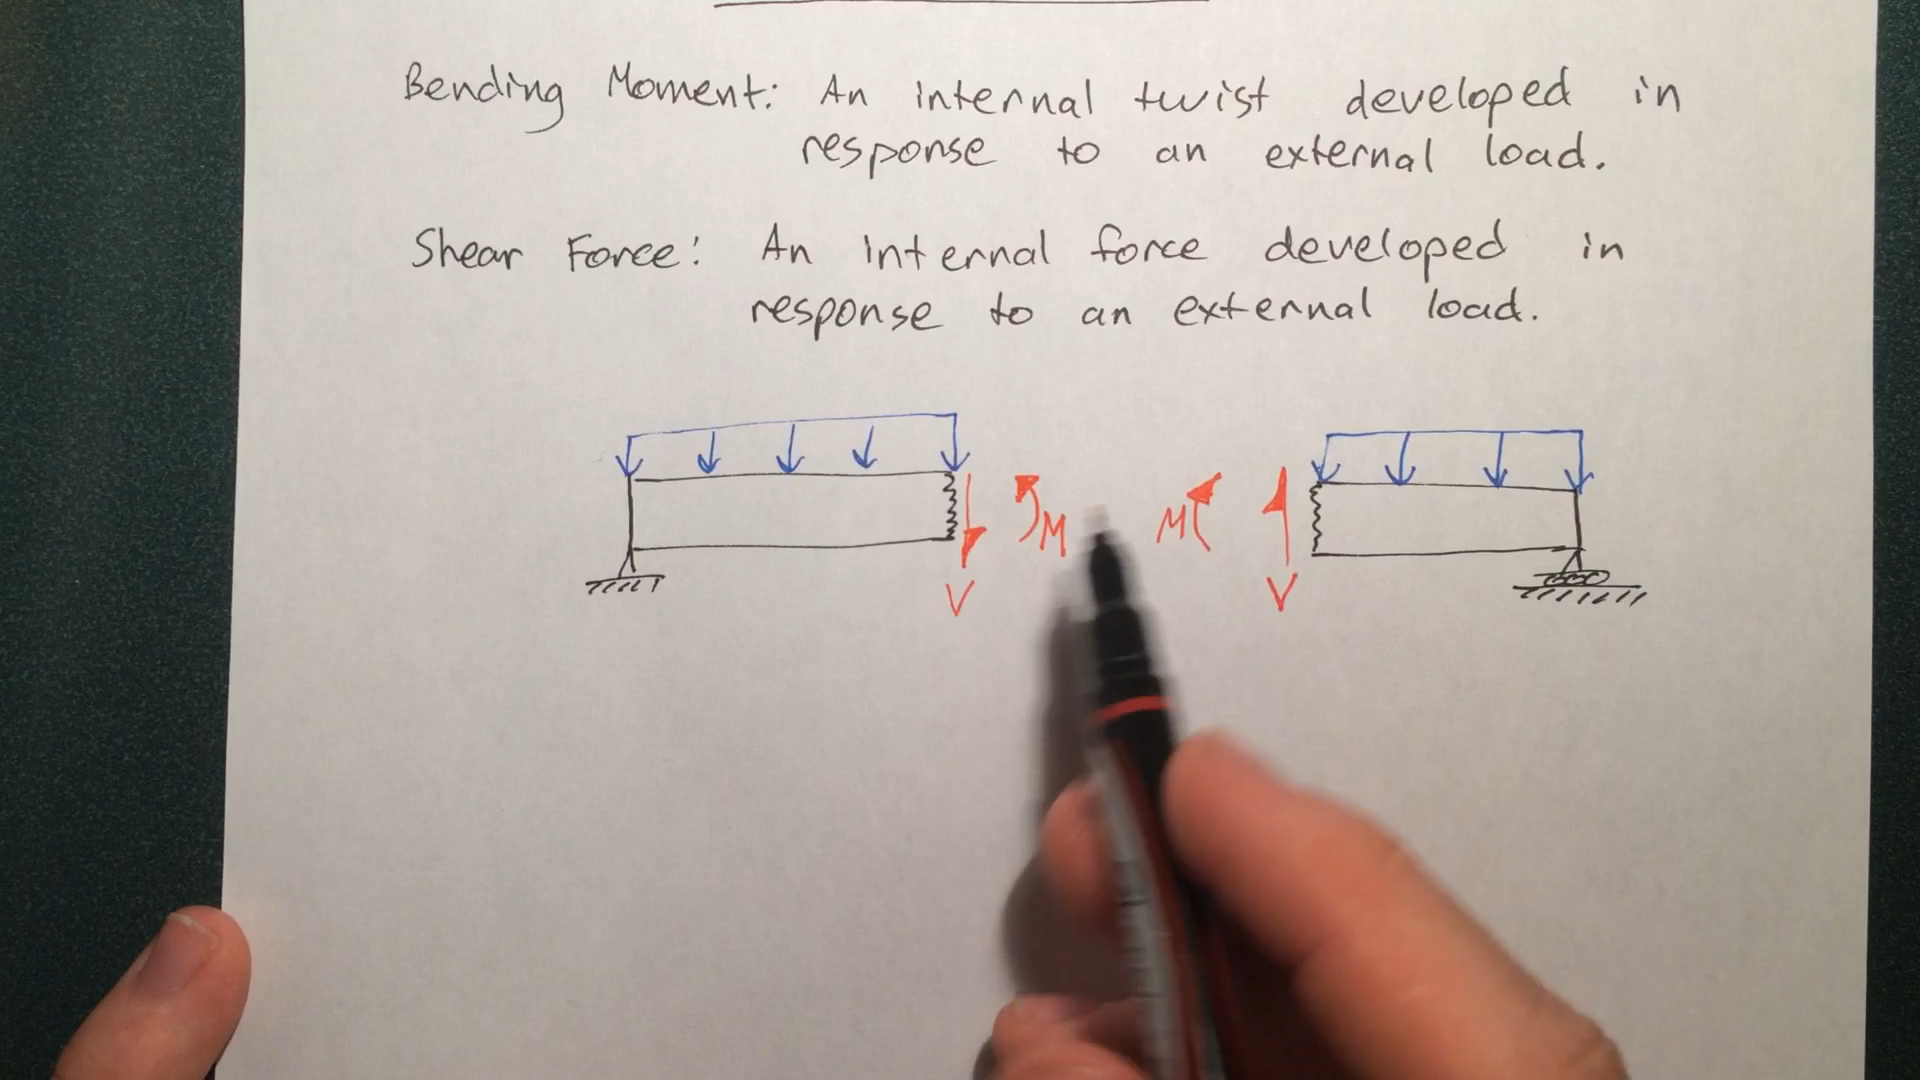 Bending Moment: An internal twist developed in
response to an external load.
Shear Force: An internal force developed in
response to an external load.
M M
V V